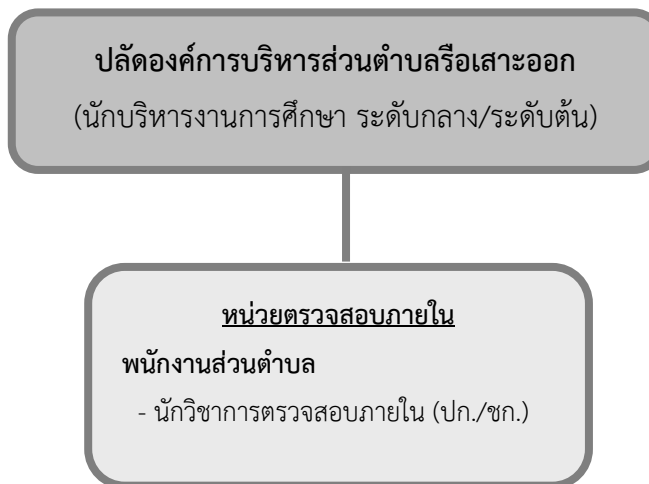 ปลัดองค์การบริหารส่วนตำบลรือเสาะออก
(นักบริหารงานการศึกษา ระดับกลาง/ระดับต้น)
หน่วยตรวจสอบภายใน
พนักงานส่วนตำบล
- นักวิชาการตรวจสอบภายใน (ปก./ชก.)